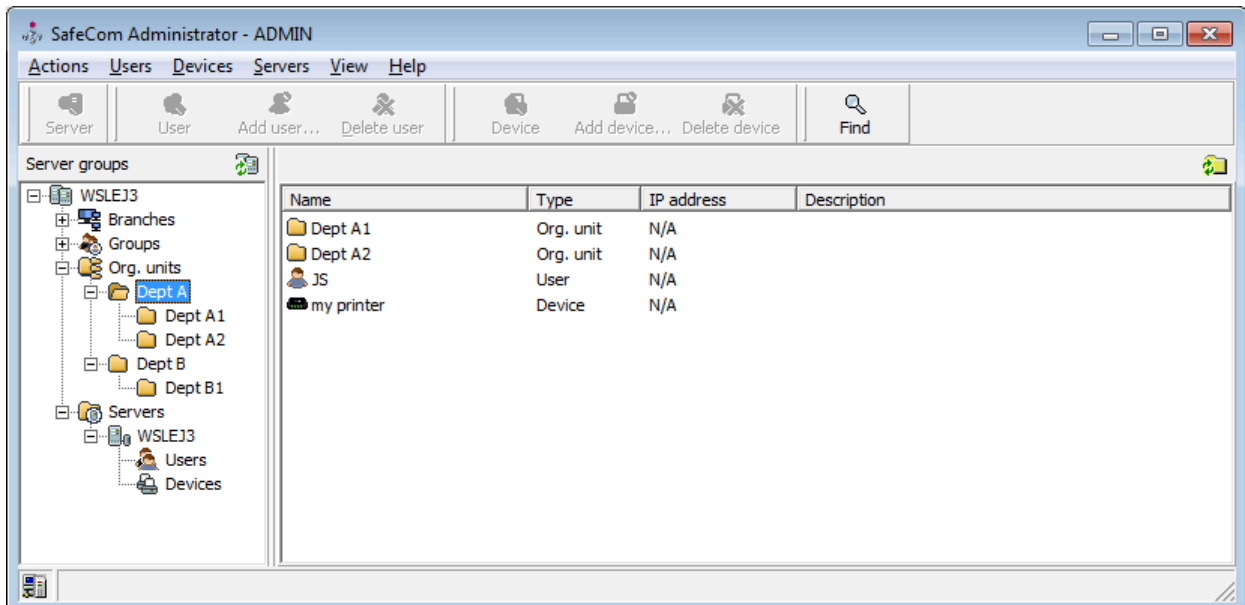 SafeCom Administrator - ADMIN
Actions Users Devices Servers View Help
Server User Add user... Delete user Device Add device... Delete device Find
Server groups
WSLEJ3
Branches
Groups
Org. units
Dept A
Dept A1
Dept A2
Dept B
Dept B1
Servers
WSLEJ3
Users
Devices
Name Type IP address Description
Dept A1 Org. unit N/A
Dept A2 Org. unit N/A
JS User N/A
my printer Device N/A